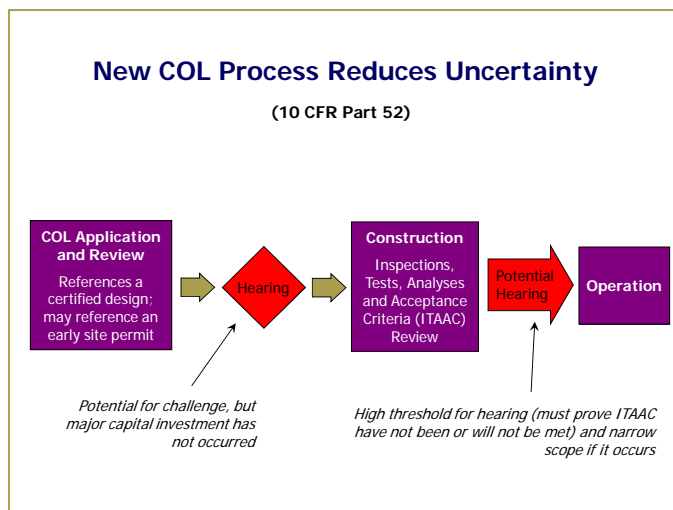 New COL Process Reduces Uncertainty
(10 CFR Part 52)
COL Application
and Review
References a
certified design;
may reference an
early site permit
Hearing
Construction
Inspections,
Tests, Analyses
and Acceptance
Criteria (ITAAC)
Review
Potential
Hearing
Operation
Potential for challenge, but
major capital investment has
not occurred
High threshold for hearing (must prove ITAAC
have not been or will not be met) and narrow
scope if it occurs